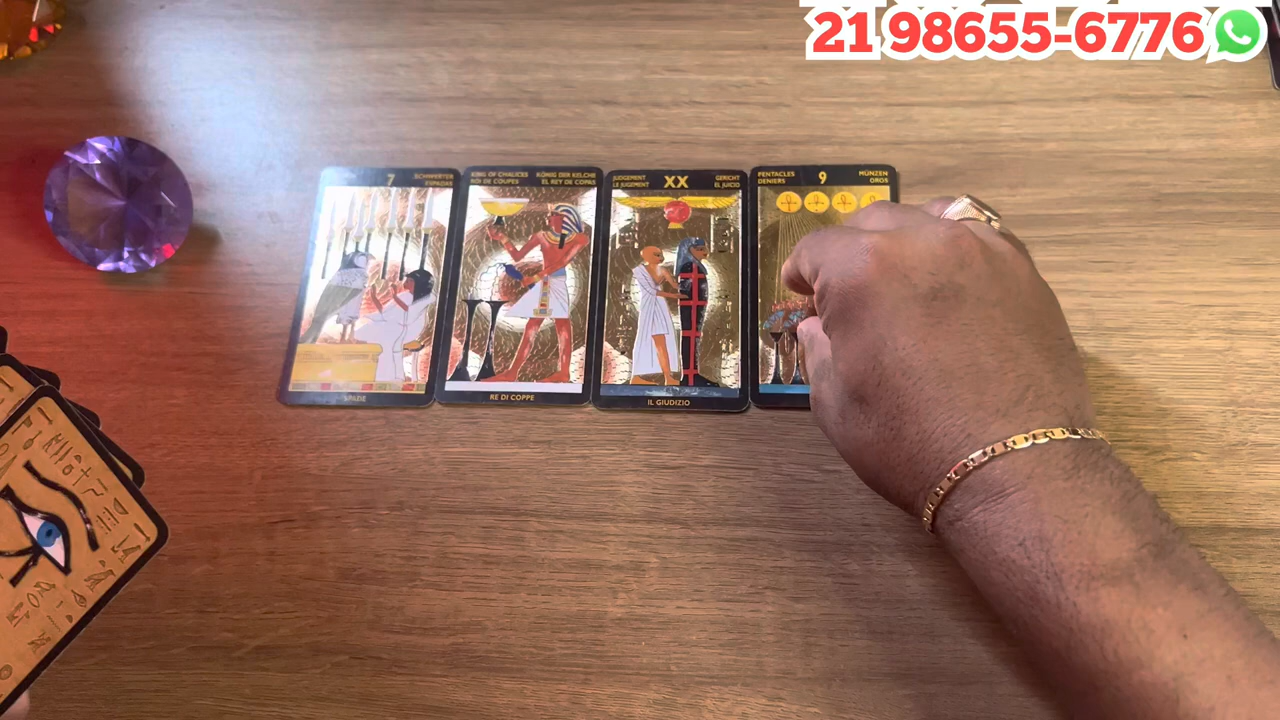 21 98655-6776
7
SCHWERTER
ESPADAS
SPADE
KING OF CHALICES
ROI DE COUPES
KÖNIG DER KELCHE
EL REY DE COPAS
RE DI COPPE
JUDGEMENT
LE JUGEMENT
XX
GERICHT
EL JUICIO
IL GIUDIZIO
PENTACLES
DENIERS
9
MÜNZEN
OROS